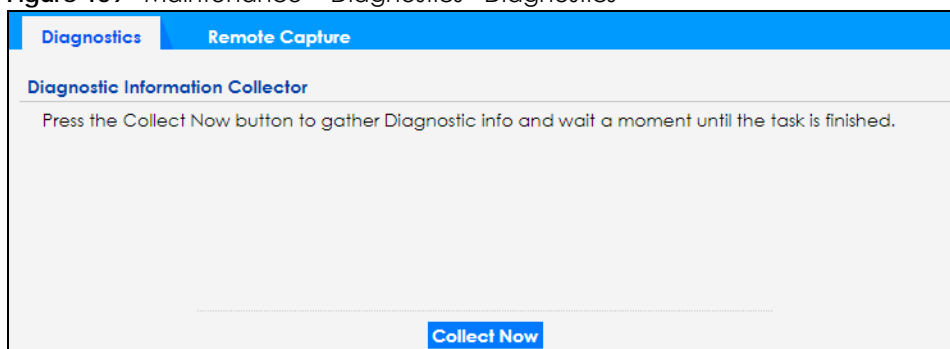 Diagnostics Remote Capture
Diagnostic Information Collector
Press the Collect Now button to gather Diagnostic info and wait a moment until the task is finished.
Collect Now